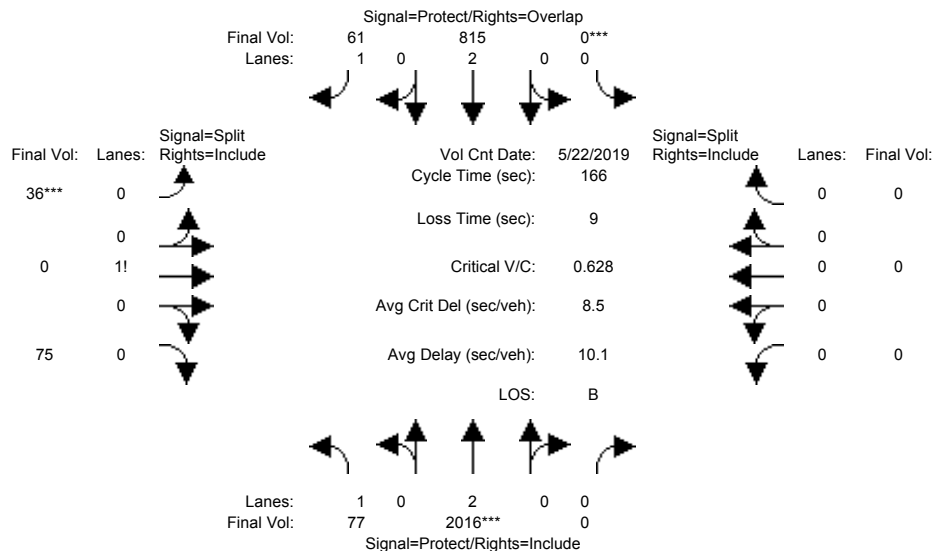 Signal=Protect/Rights=Overlap
Final Vol: 61 815 0***
Lanes: 1 0 2 0 0
Signal=Split Signal=Split
Final Vol: Lanes: Rights=Include Vol Cnt Date: 5/22/2019 Rights=Include Lanes: Final Vol:
Cycle Time (sec): 166
36*** 0 0 0
Loss Time (sec): 9
0 0
0 1! Critical V/C: 0.628 0 0
0 Avg Crit Del (sec/veh): 8.5 0
75 0 Avg Delay (sec/veh): 10.1 0 0
LOS: B
Lanes: 1 0 2 0 0
Final Vol: 77 2016*** 0
Signal=Protect/Rights=Include